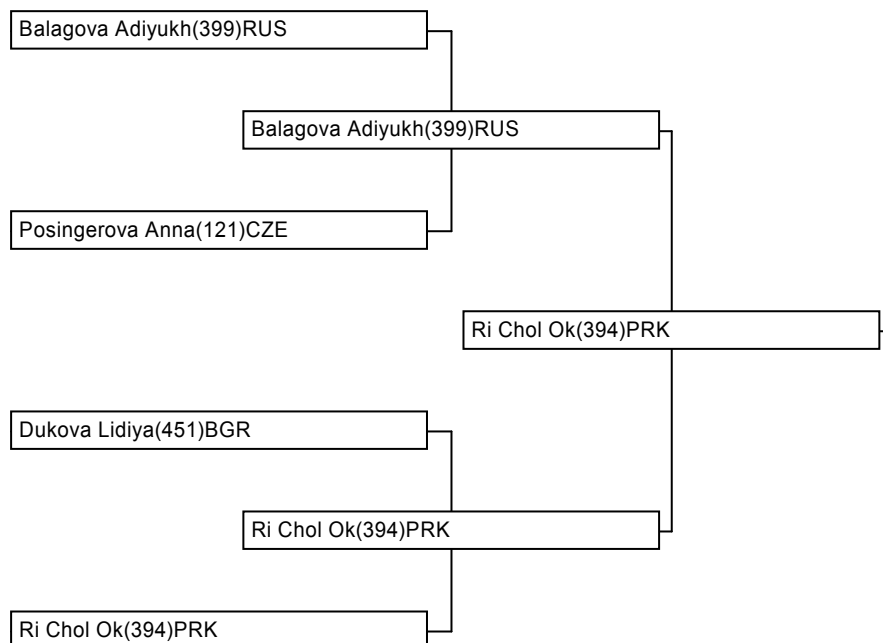 Balagova Adiyukh(399)RUS
Balagova Adiyukh(399)RUS
Posingerova Anna(121)CZE
Ri Chol Ok(394)PRK
Dukova Lidiya(451)BGR
Ri Chol Ok(394)PRK
Ri Chol Ok(394)PRK